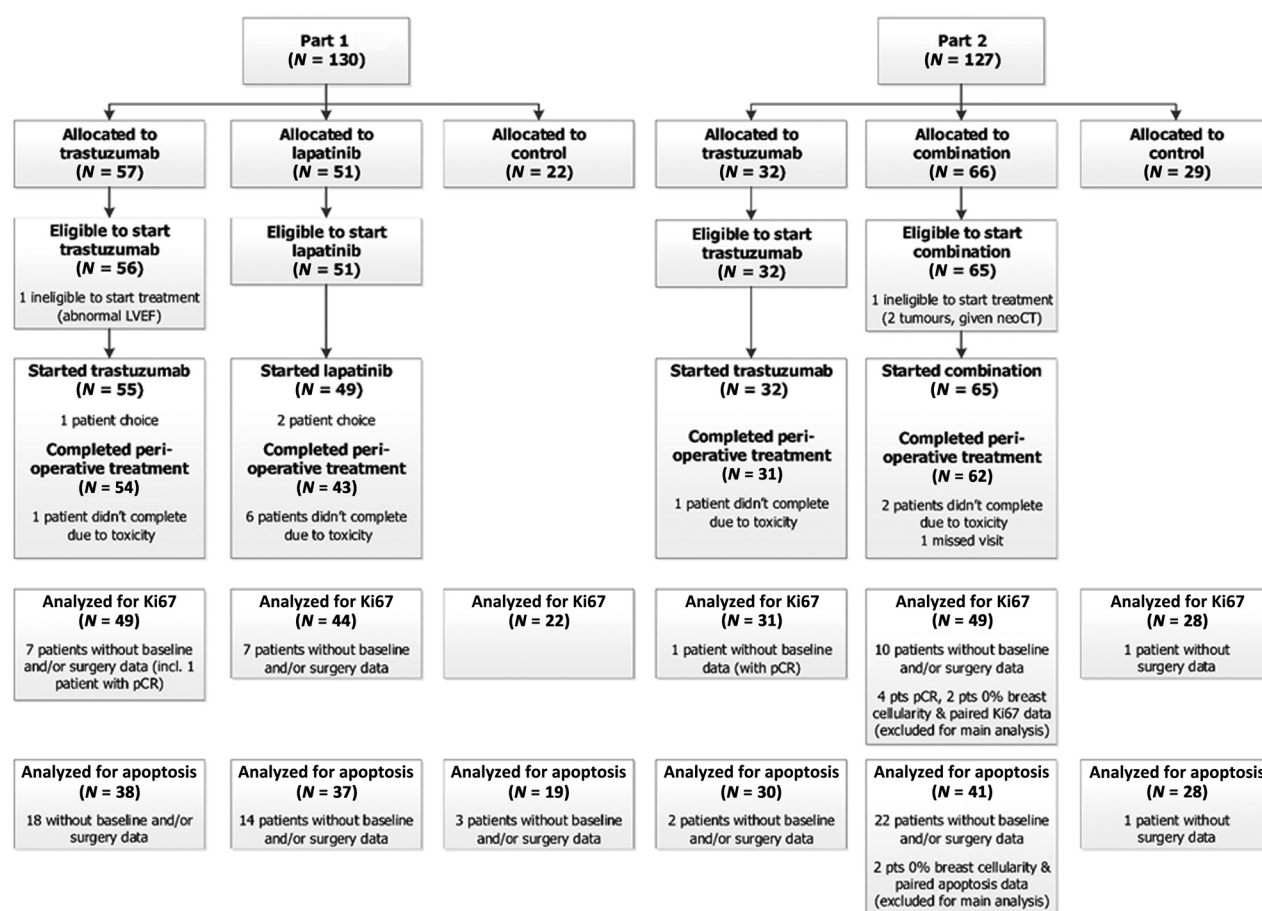 Part 1
(N = 130)
Part 2
(N = 127)
Allocated to
trastuzumab
(N = 57)
Allocated to
lapatinib
(N = 51)
Allocated to
control
(N = 22)
Allocated to
trastuzumab
(N = 32)
Allocated to
combination
(N = 66)
Allocated to
control
(N = 29)
Eligible to start
trastuzumab
(N = 56)
1 ineligible to start treatment
(abnormal LVEF)
Eligible to start
lapatinib
(N = 51)
Eligible to start
trastuzumab
(N = 32)
Eligible to start
combination
(N = 65)
1 ineligible to start treatment
(2 tumours, given neoCT)
Started trastuzumab
(N = 55)
1 patient choice
Completed peri-
operative treatment
(N = 54)
1 patient didn't complete
due to toxicity
Started lapatinib
(N = 49)
2 patient choice
Completed peri-
operative treatment
(N = 43)
6 patients didn't complete
due to toxicity
Started trastuzumab
(N = 32)
Completed peri-
operative treatment
(N = 31)
1 patient didn't complete
due to toxicity
Started combination
(N = 65)
Completed peri-
operative treatment
(N = 62)
2 patients didn't complete
due to toxicity
1 missed visit
Analyzed for Ki67
(N = 49)
7 patients without baseline
and/or surgery data (incl. 1
patient with pCR)
Analyzed for Ki67
(N = 44)
7 patients without baseline
and/or surgery data
Analyzed for Ki67
(N = 22)
Analyzed for Ki67
(N = 31)
1 patient without baseline
data (with pCR)
Analyzed for Ki67
(N = 49)
10 patients without baseline
and/or surgery data
4 pts pCR, 2 pts 0% breast
cellularity & paired Ki67 data
(excluded for main analysis)
Analyzed for Ki67
(N = 28)
1 patient without
surgery data
Analyzed for apoptosis
(N = 38)
18 without baseline and/or
surgery data
Analyzed for apoptosis
(N = 37)
14 patients without baseline
and/or surgery data
Analyzed for apoptosis
(N = 19)
3 patients without baseline
and/or surgery data
Analyzed for apoptosis
(N = 30)
2 patients without baseline
and/or surgery data
Analyzed for apoptosis
(N = 41)
22 patients without baseline
and/or surgery data
2 pts 0% breast cellularity &
paired apoptosis data
(excluded for main analysis)
Analyzed for apoptosis
(N = 28)
1 patient without
surgery data